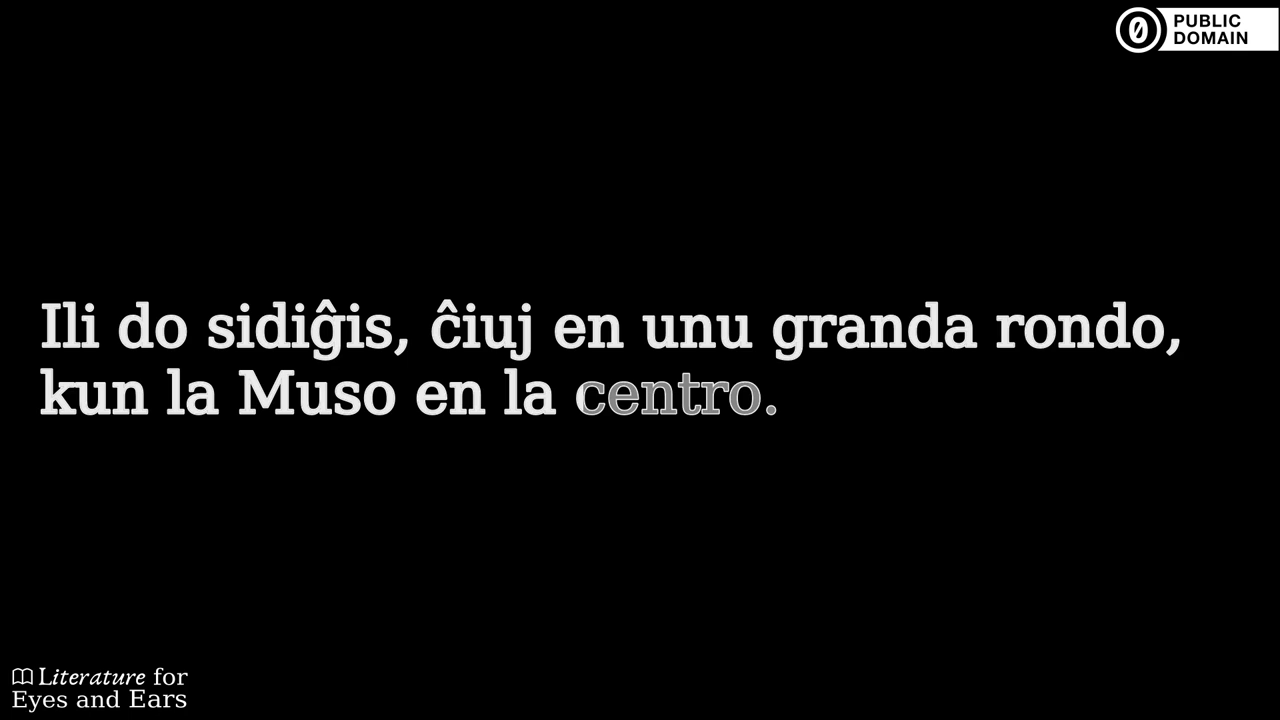 PUBLIC
DOMAIN
Ili do sidiĝis, ĉiuj en unu granda rondo,
kun la Muso en la centro.
Literature for
Eyes and Ears